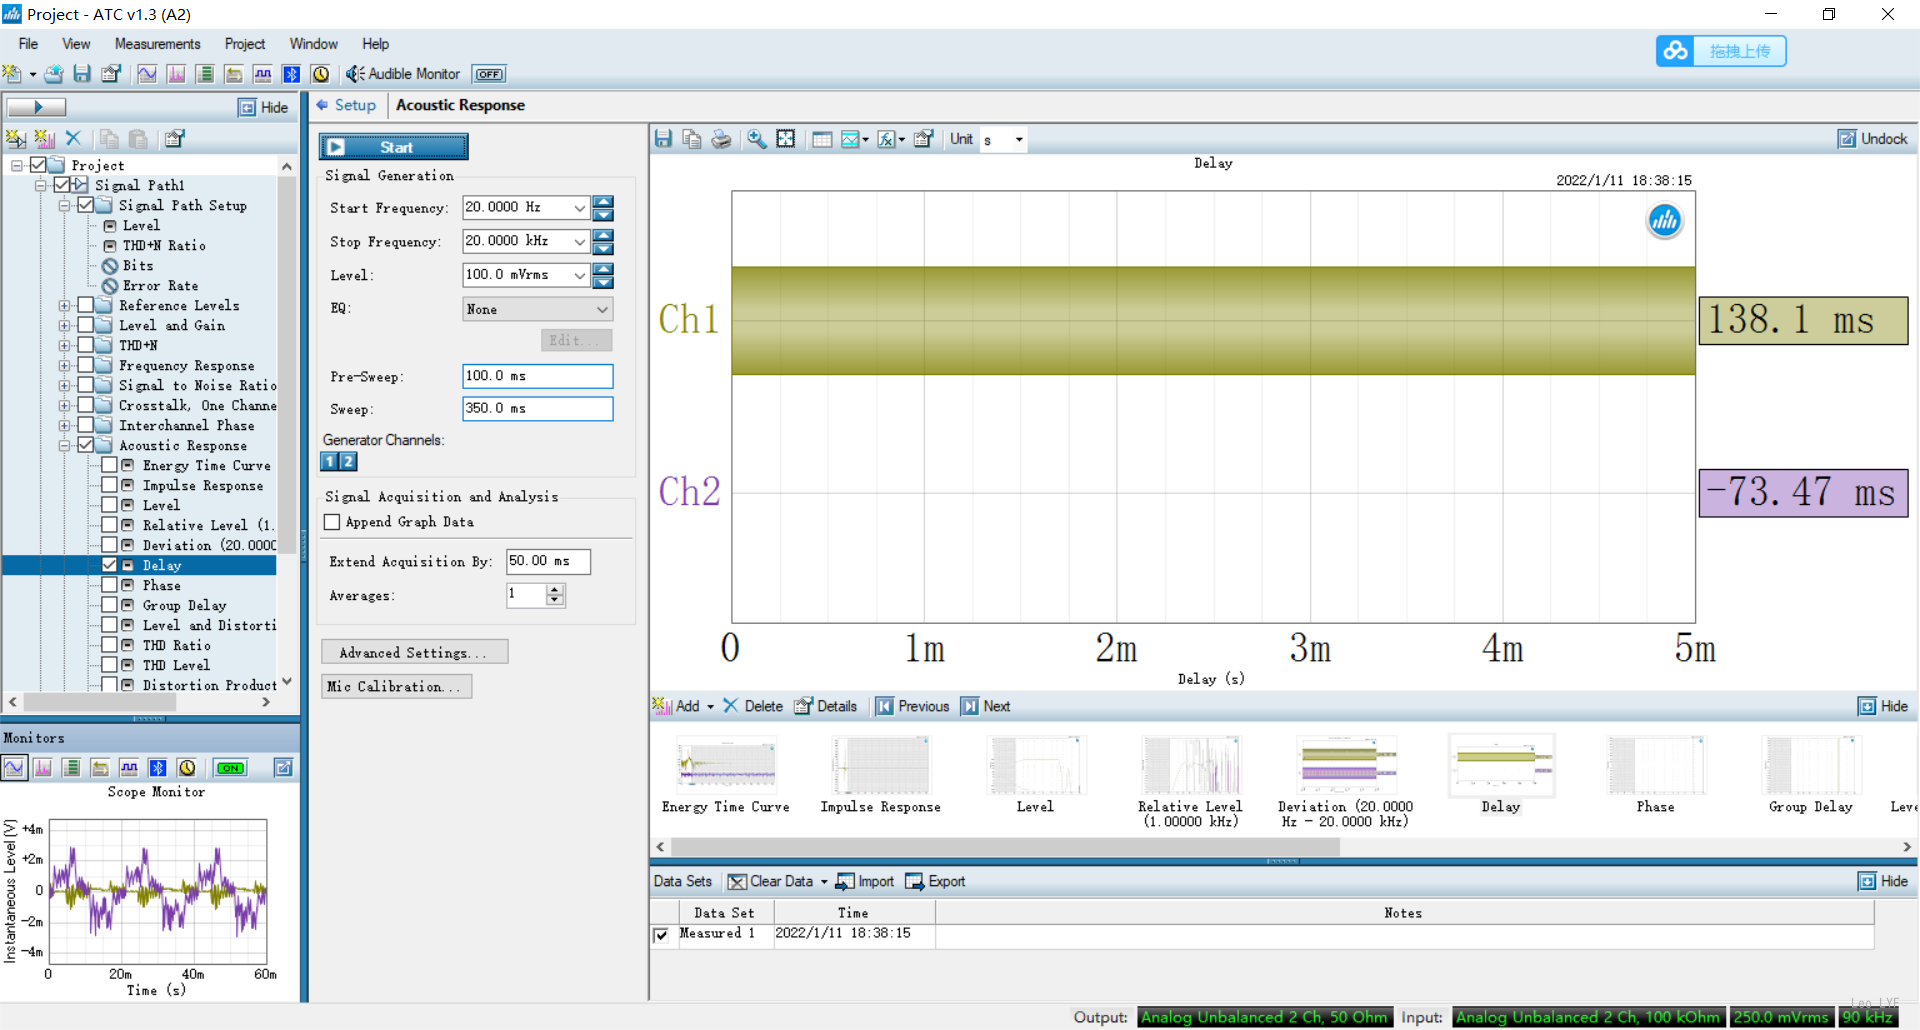 Project - ATC v1.3 (A2)
File View Measurements Project Window Help
拖拽上传
Audible Monitor OFF
Hide
Setup Acoustic Response
Project
Signal Path1
Signal Path Setup
Level
THD+N Ratio
Bits
Error Rate
Reference Levels
Level and Gain
THD+N
Frequency Response
Signal to Noise Ratio
Crosstalk, One Channe
Interchannel Phase
Acoustic Response
Energy Time Curve
Impulse Response
Level
Relative Level (1.
Deviation (20.000
Delay
Phase
Group Delay
Level and Distorti
THD Ratio
THD Level
Distortion Product
Monitors
ON
Scope Monitor
Instantaneous Level (V)
+4m
+2m
0
-2m
-4m
0 20m 40m 60m
Time (s)
Start
Signal Generation
Start Frequency: 20.0000 Hz
Stop Frequency: 20.0000 kHz
Level: 100.0 mVrms
EQ: None
Edit...
Pre-Sweep: 100.0 ms
Sweep: 350.0 ms
Generator Channels:
1 2
Signal Acquisition and Analysis
Append Graph Data
Extend Acquisition By: 50.00 ms
Averages: 1
Advanced Settings...
Mic Calibration...
Unit s
Undock
Delay
2022/1/11 18:38:15
Ch1 138.1 ms
Ch2 -73.47 ms
0 1m 2m 3m 4m 5m
Delay (s)
Add Delete Details Previous Next Hide
Energy Time Curve
Impulse Response
Level
Relative Level (1.00000 kHz)
Deviation (20.0000 Hz - 20.0000 kHz)
Delay
Phase
Group Delay
Leve
Data Sets Clear Data Import Export Hide
Data Set Time Notes
Measured 1 2022/1/11 18:38:15
Output: Analog Unbalanced 2 Ch, 50 Ohm Input: Analog Unbalanced 2 Ch, 100 kOhm 250.0 mVrms 90 kHz